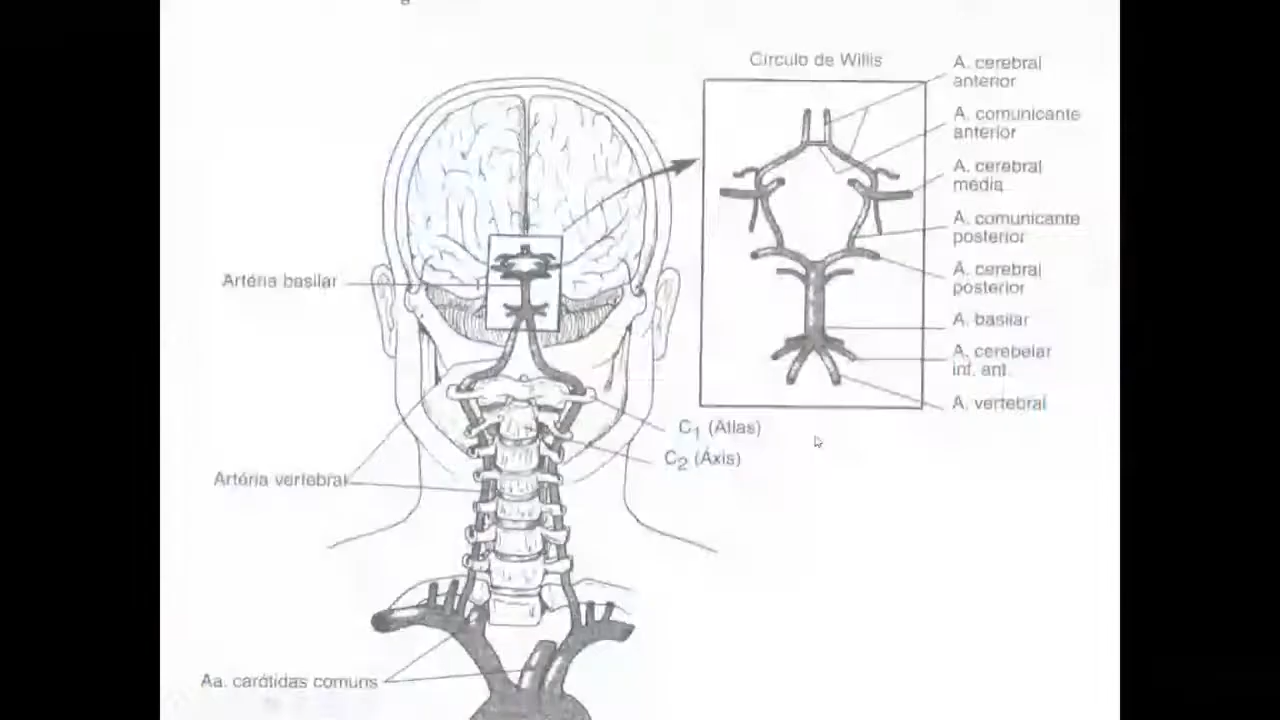 Círculo de Willis
A. cerebral
anterior
A. comunicante
anterior
A. cerebral
média
A. comunicante
posterior
A. cerebral
posterior
A. basilar
A. cerebelar
inf. ant.
A. vertebral
Artéria basilar
C1 (Atlas)
C2 (Áxis)
Artéria vertebral
Aa. carótidas comuns